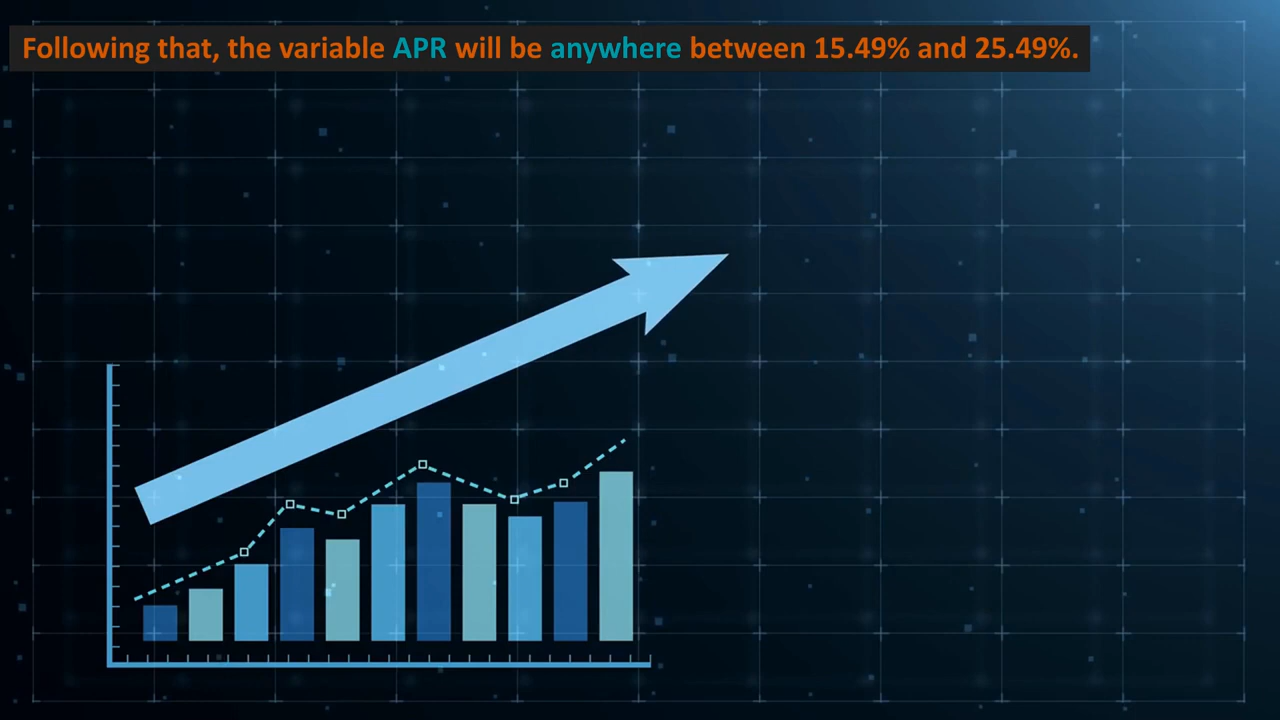 Following that, the variable APR will be anywhere between 15.49% and 25.49%.